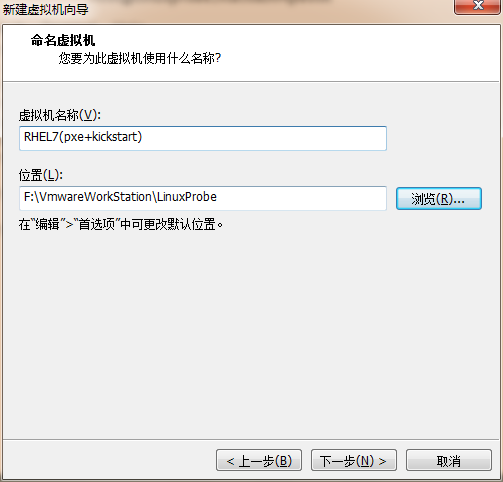 新建虚拟机向导
命名虚拟机
您要为此虚拟机使用什么名称?
虚拟机名称(V):
RHEL7(pxe+kickstart)
位置(L):
F:\VmwareWorkStation\LinuxProbe
浏览(R)...
在“编辑”>“首选项”中可更改默认位置。
< 上一步(B)
下一步(N) >
取消